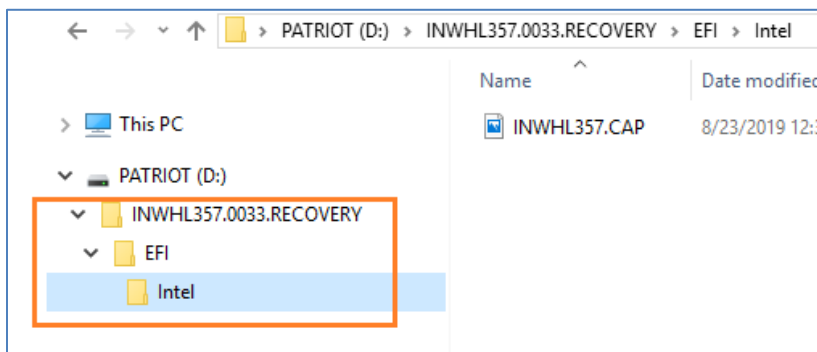 PATRIOT (D:) > INWHL357.0033.RECOVERY > EFI > Intel
Name Date modified
This PC
INWHL357.CAP 8/23/2019 12:3
PATRIOT (D:)
INWHL357.0033.RECOVERY
EFI
Intel